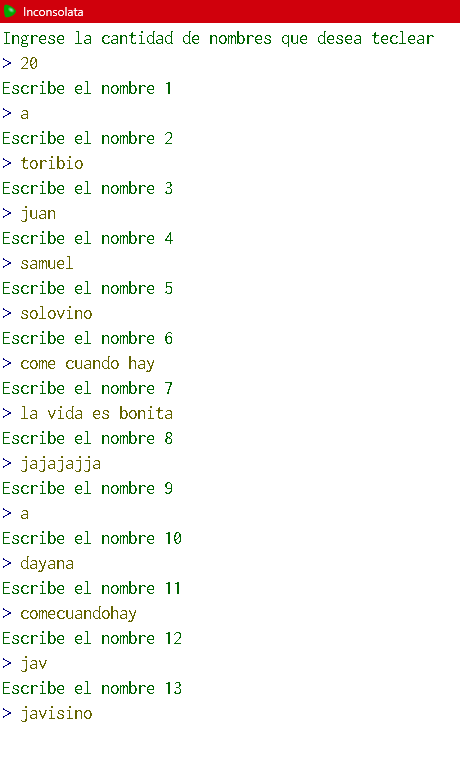 Inconsolata
Ingrese la cantidad de nombres que desea teclear
> 20
Escribe el nombre 1
> a
Escribe el nombre 2
> toribio
Escribe el nombre 3
> juan
Escribe el nombre 4
> samuel
Escribe el nombre 5
> solovino
Escribe el nombre 6
> come cuando hay
Escribe el nombre 7
> la vida es bonita
Escribe el nombre 8
> jajajajja
Escribe el nombre 9
> a
Escribe el nombre 10
> dayana
Escribe el nombre 11
> comecuandohay
Escribe el nombre 12
> jav
Escribe el nombre 13
> javisino